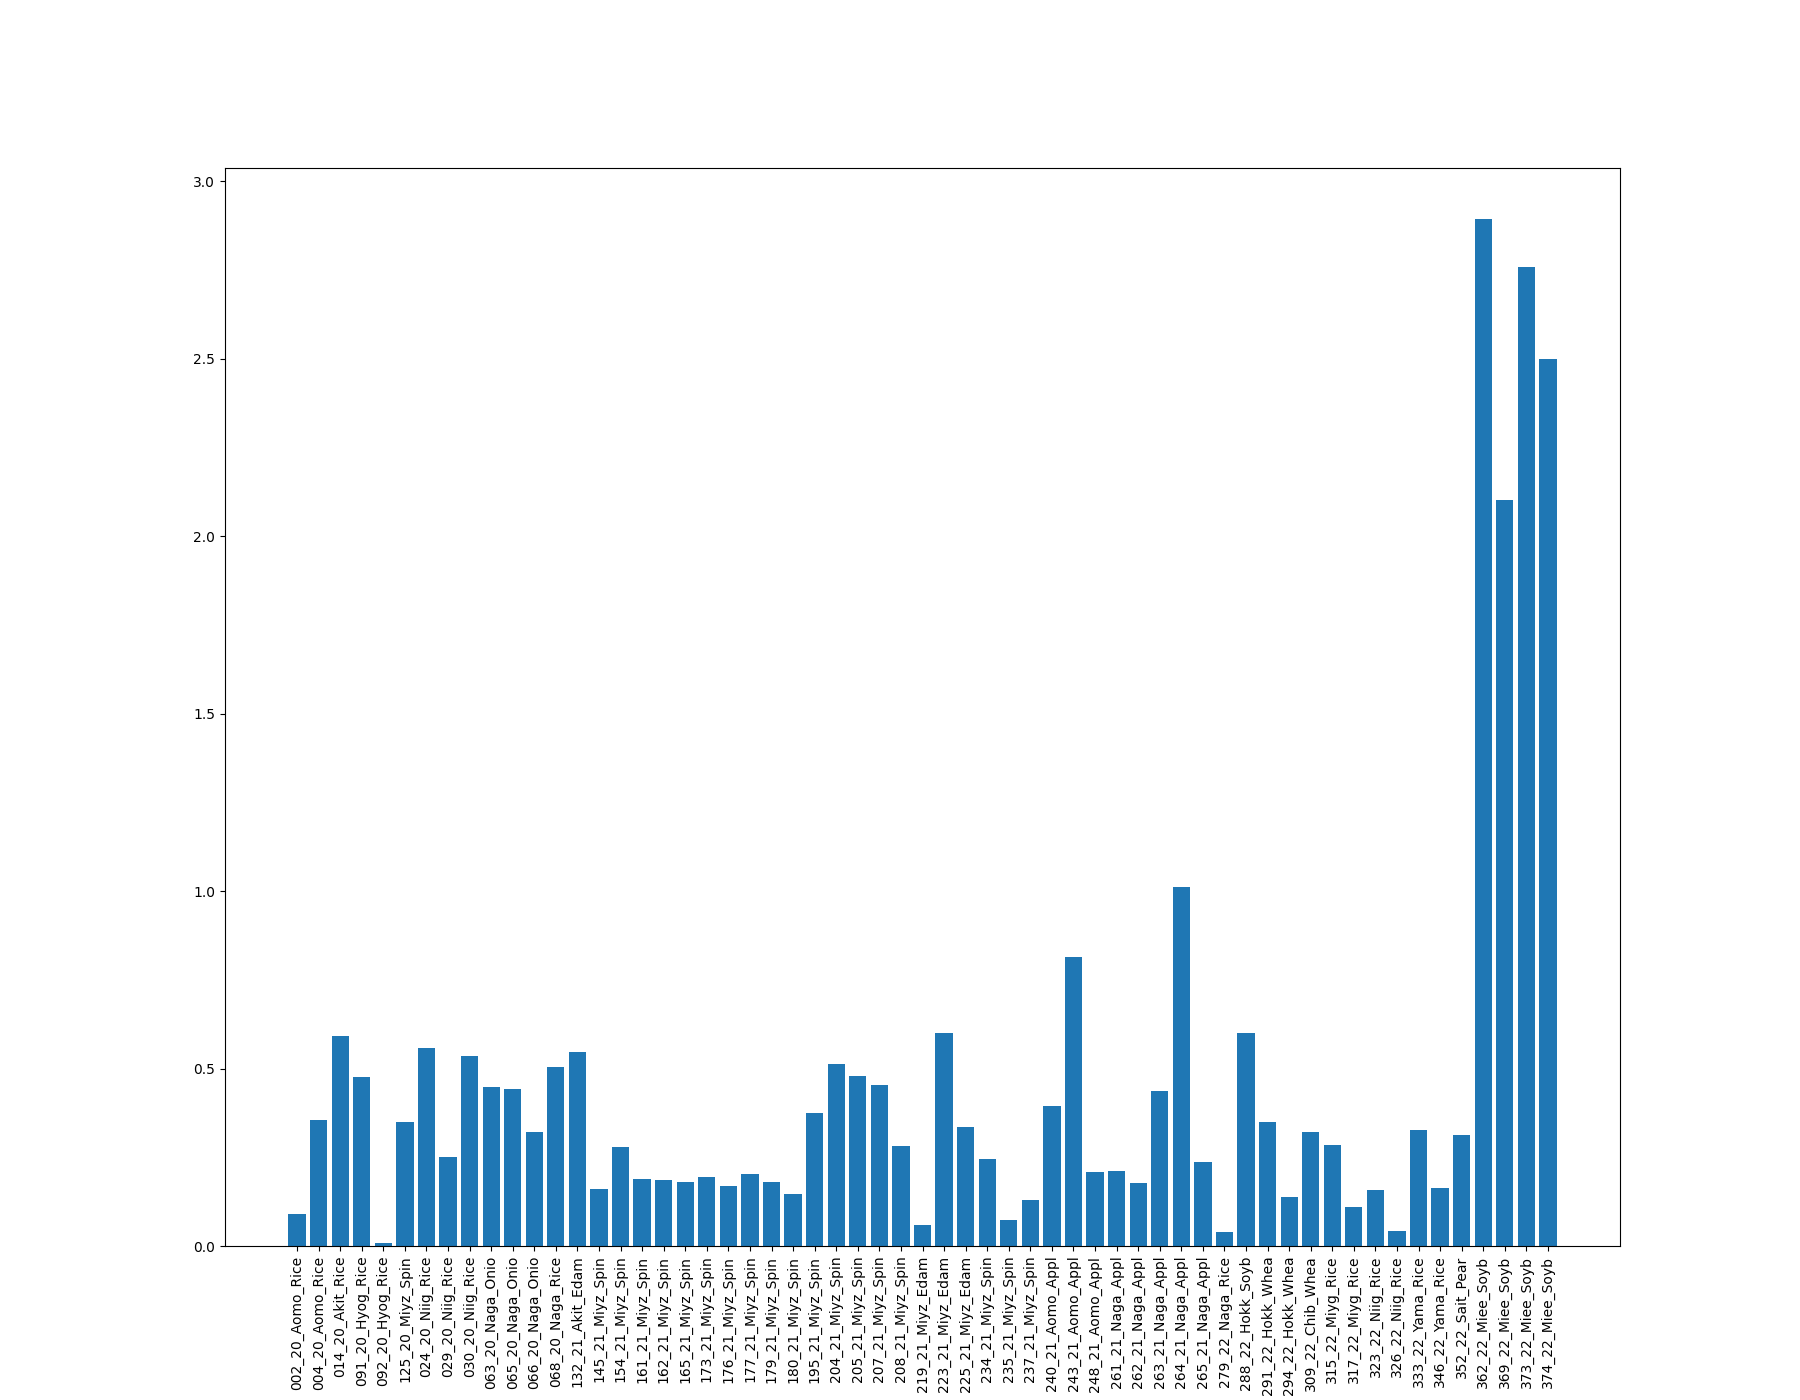 3.0
2.5
2.0
1.5
1.0
0.5
0.0
002_20_Aomo_Rice
004_20_Aomo_Rice
014_20_Akit_Rice
091_20_Hyog_Rice
092_20_Hyog_Rice
125_20_Miyz_Spin
024_20_Niig_Rice
029_20_Niig_Rice
030_20_Niig_Rice
063_20_Naga_Onio
065_20_Naga_Onio
066_20_Naga_Onio
068_20_Naga_Rice
132_21_Akit_Edam
145_21_Miyz_Spin
154_21_Miyz_Spin
161_21_Miyz_Spin
162_21_Miyz_Spin
165_21_Miyz_Spin
173_21_Miyz_Spin
176_21_Miyz_Spin
177_21_Miyz_Spin
179_21_Miyz_Spin
180_21_Miyz_Spin
195_21_Miyz_Spin
204_21_Miyz_Spin
205_21_Miyz_Spin
207_21_Miyz_Spin
208_21_Miyz_Spin
219_21_Miyz_Edam
223_21_Miyz_Edam
225_21_Miyz_Edam
234_21_Miyz_Spin
235_21_Miyz_Spin
237_21_Miyz_Spin
240_21_Aomo_Appl
243_21_Aomo_Appl
248_21_Aomo_Appl
261_21_Naga_Appl
262_21_Naga_Appl
263_21_Naga_Appl
264_21_Naga_Appl
265_21_Naga_Appl
279_22_Naga_Rice
288_22_Hokk_Soyb
291_22_Hokk_Whea
294_22_Hokk_Whea
309_22_Chib_Whea
315_22_Miyg_Rice
317_22_Miyg_Rice
323_22_Niig_Rice
326_22_Niig_Rice
333_22_Yama_Rice
346_22_Yama_Rice
352_22_Sait_Pear
362_22_Miee_Soyb
369_22_Miee_Soyb
373_22_Miee_Soyb
374_22_Miee_Soyb